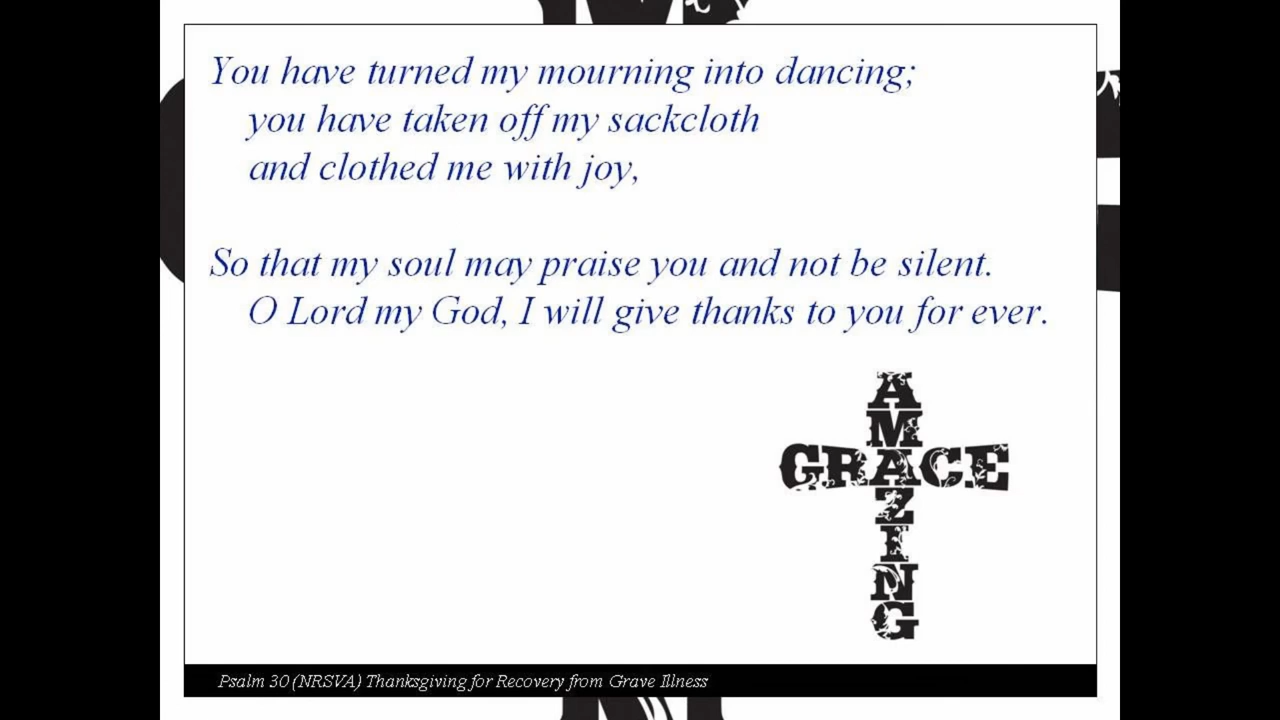 You have turned my mourning into dancing;
you have taken off my sackcloth
and clothed me with joy,
So that my soul may praise you and not be silent.
O Lord my God, I will give thanks to you for ever.
AMAZING
GRACE
Psalm 30 (NRSVA) Thanksgiving for Recovery from Grave Illness